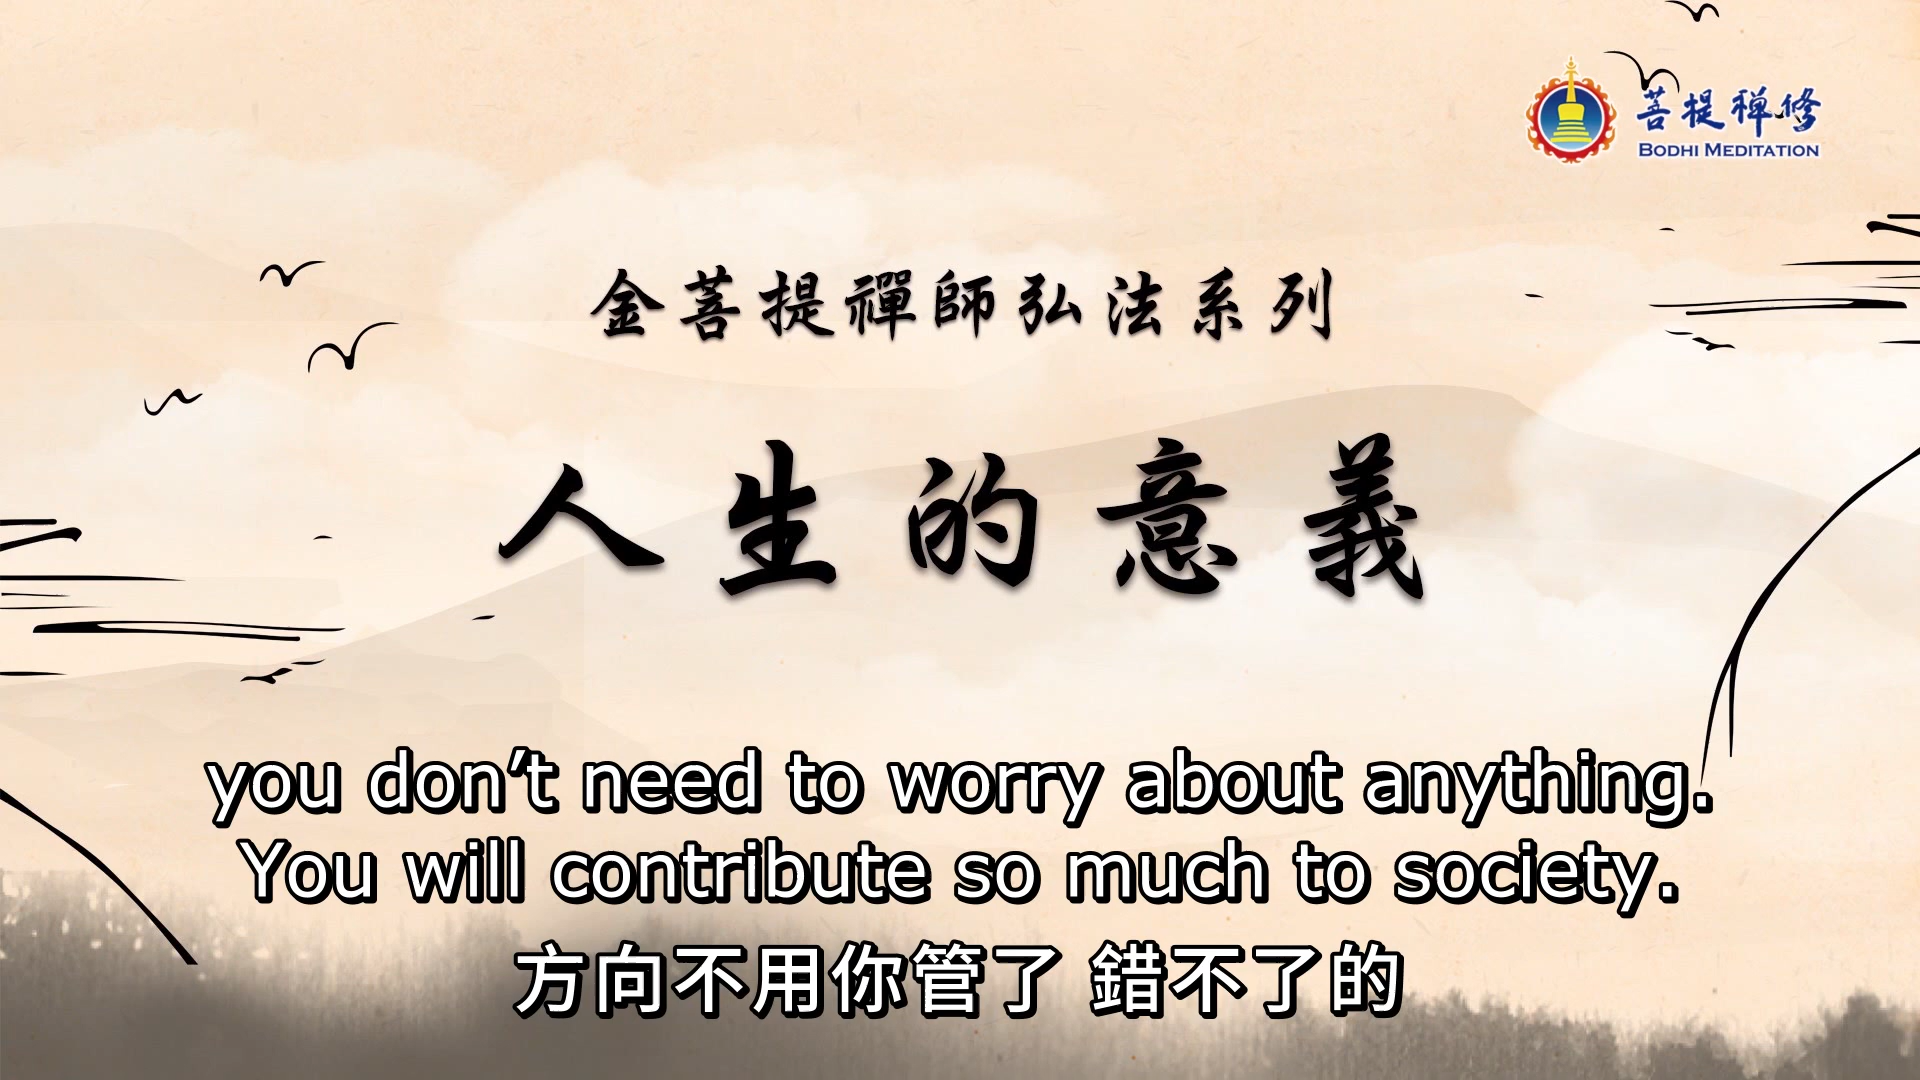 菩提禪修
BODHI MEDITATION
金菩提禪師弘法系列
人生的意義
you don’t need to worry about anything.
You will contribute so much to society.
方向不用你管了 錯不了的